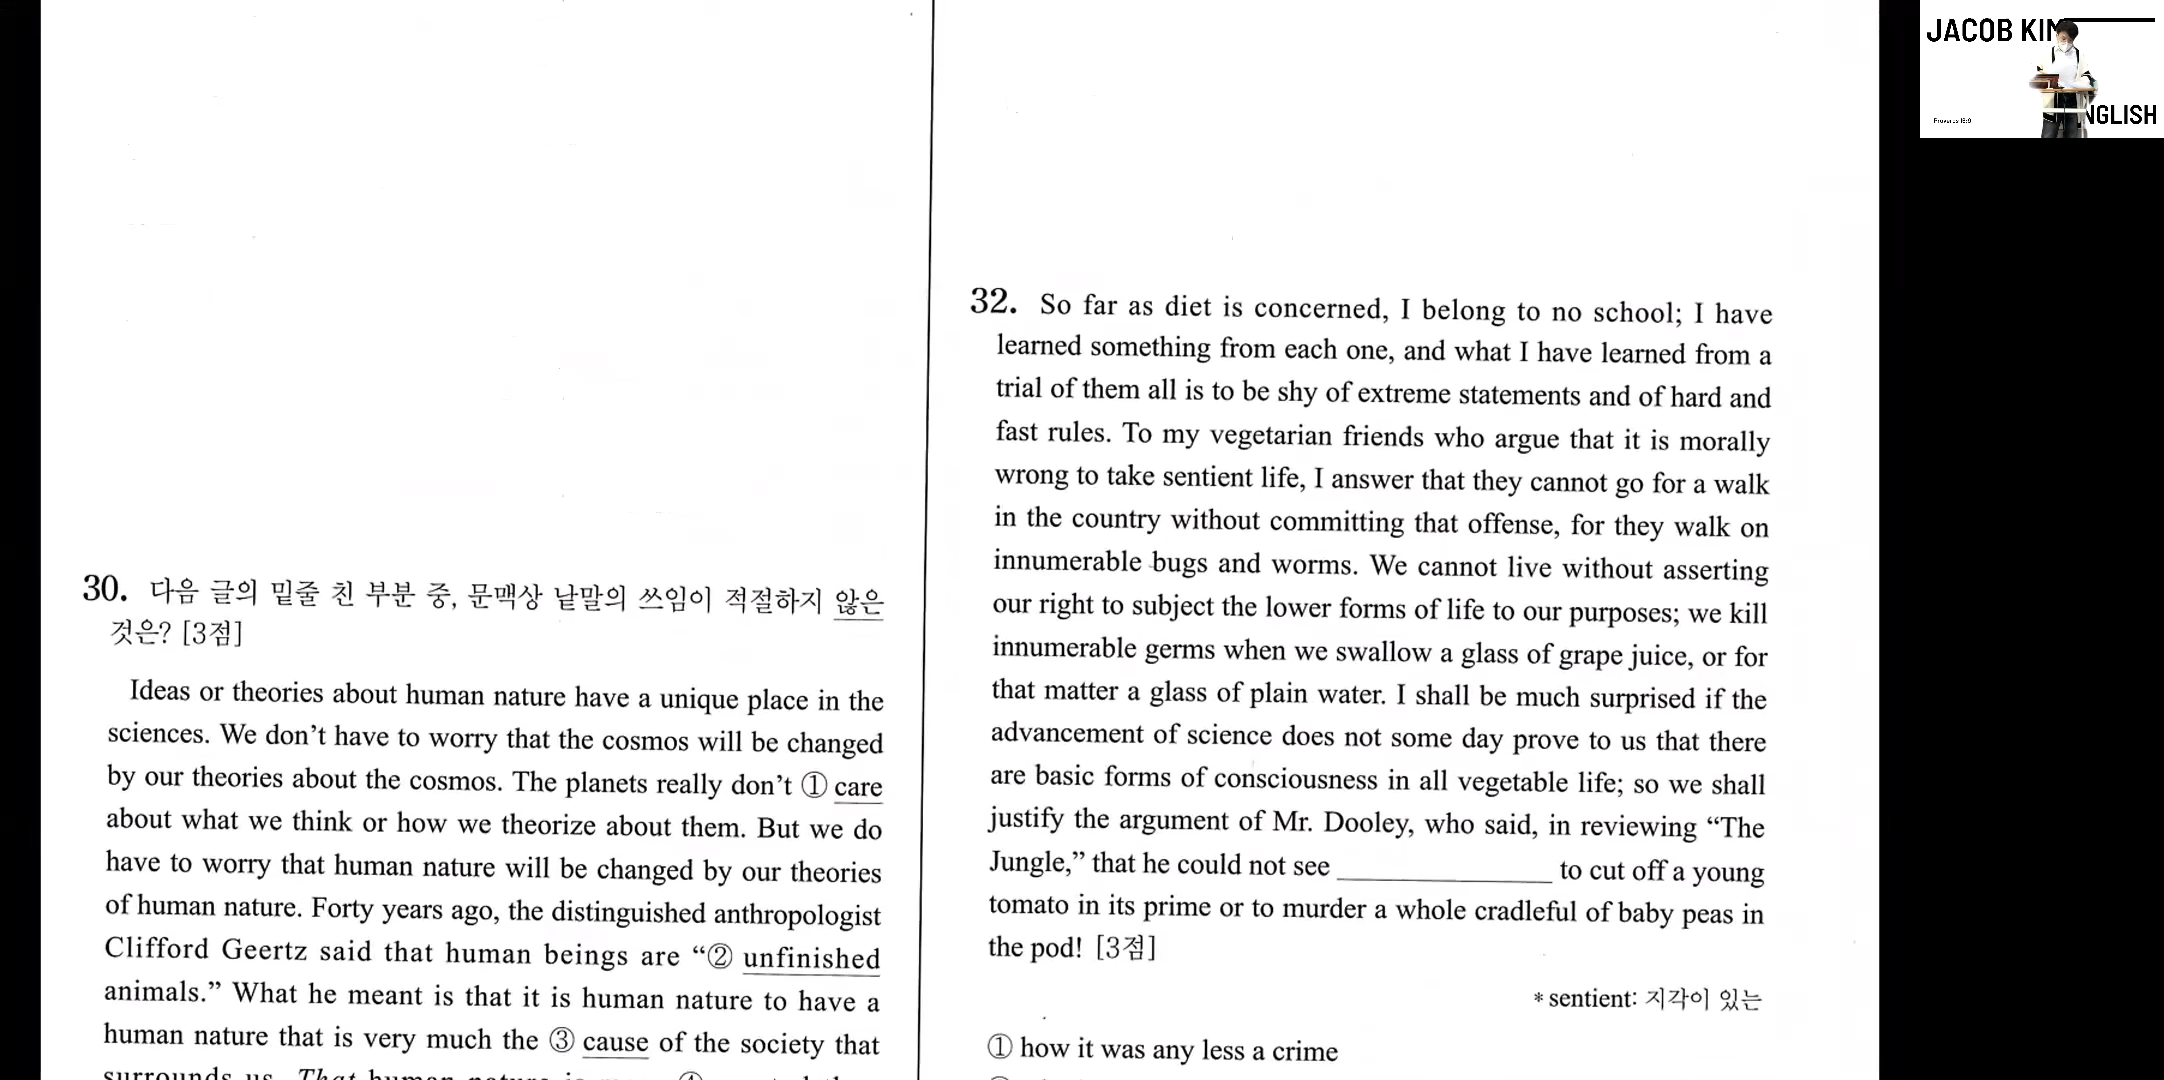 30. 다음 글의 밑줄 친 부분 중, 문맥상 낱말의 쓰임이 적절하지 않은
것은? [3점]
Ideas or theories about human nature have a unique place in the
sciences. We don’t have to worry that the cosmos will be changed
by our theories about the cosmos. The planets really don’t ① care
about what we think or how we theorize about them. But we do
have to worry that human nature will be changed by our theories
of human nature. Forty years ago, the distinguished anthropologist
Clifford Geertz said that human beings are “② unfinished
animals.” What he meant is that it is human nature to have a
human nature that is very much the ③ cause of the society that
surrounds us. That human nature is
32. So far as diet is concerned, I belong to no school; I have
learned something from each one, and what I have learned from a
trial of them all is to be shy of extreme statements and of hard and
fast rules. To my vegetarian friends who argue that it is morally
wrong to take sentient life, I answer that they cannot go for a walk
in the country without committing that offense, for they walk on
innumerable bugs and worms. We cannot live without asserting
our right to subject the lower forms of life to our purposes; we kill
innumerable germs when we swallow a glass of grape juice, or for
that matter a glass of plain water. I shall be much surprised if the
advancement of science does not some day prove to us that there
are basic forms of consciousness in all vegetable life; so we shall
justify the argument of Mr. Dooley, who said, in reviewing “The
Jungle,” that he could not see ______________ to cut off a young
tomato in its prime or to murder a whole cradleful of baby peas in
the pod! [3점]
* sentient: 지각이 있는
① how it was any less a crime
JACOB KIM
NGLISH